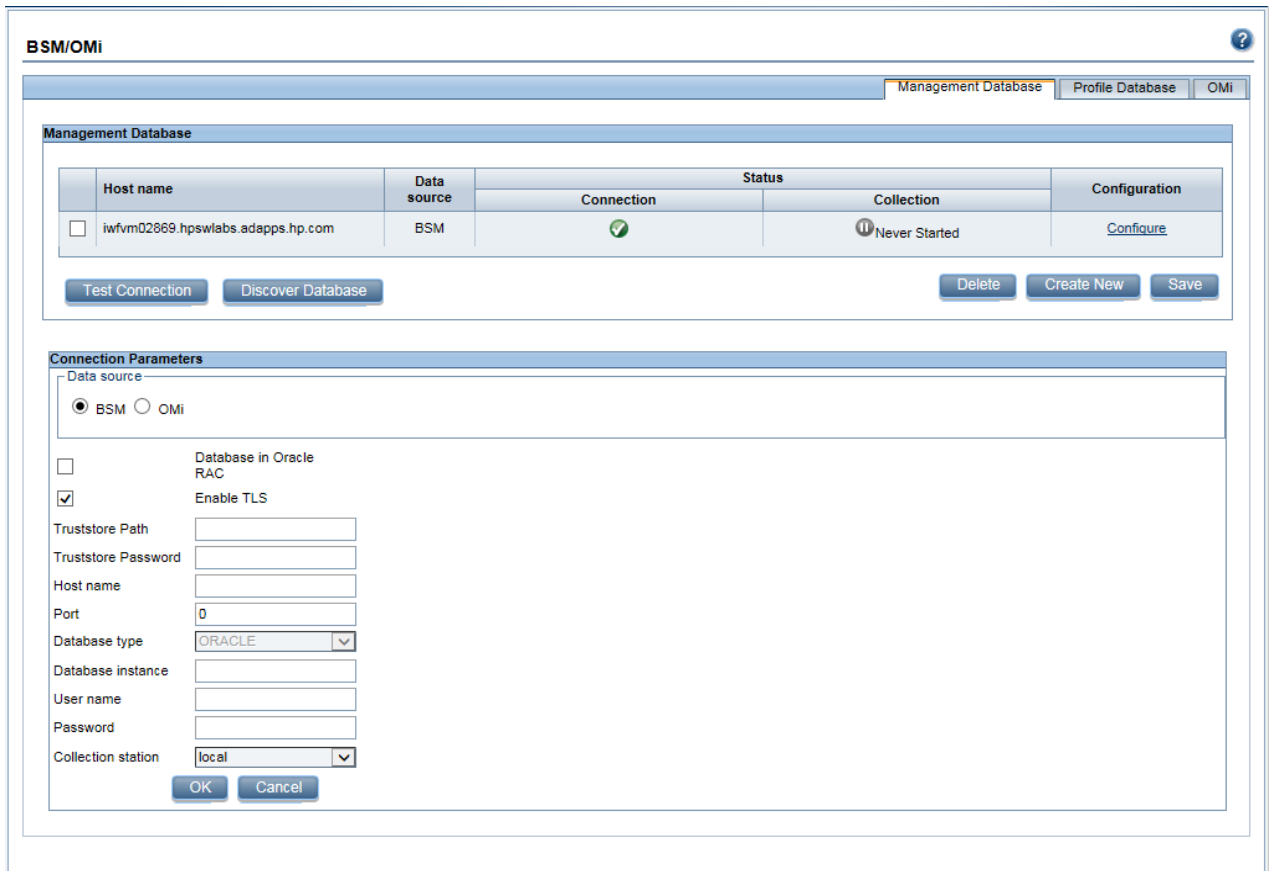 BSM/OMi
?
Management Database Profile Database OMi
Management Database
Host name Data source Status Configuration
Connection Collection
iwfvm02869.hpswlabs.adapps.hp.com BSM Never Started Configure
Test Connection Discover Database Delete Create New Save
Connection Parameters
Data source
BSM OMi
Database in Oracle
RAC
Enable TLS
Truststore Path
Truststore Password
Host name
Port 0
Database type ORACLE
Database instance
User name
Password
Collection station local
OK Cancel